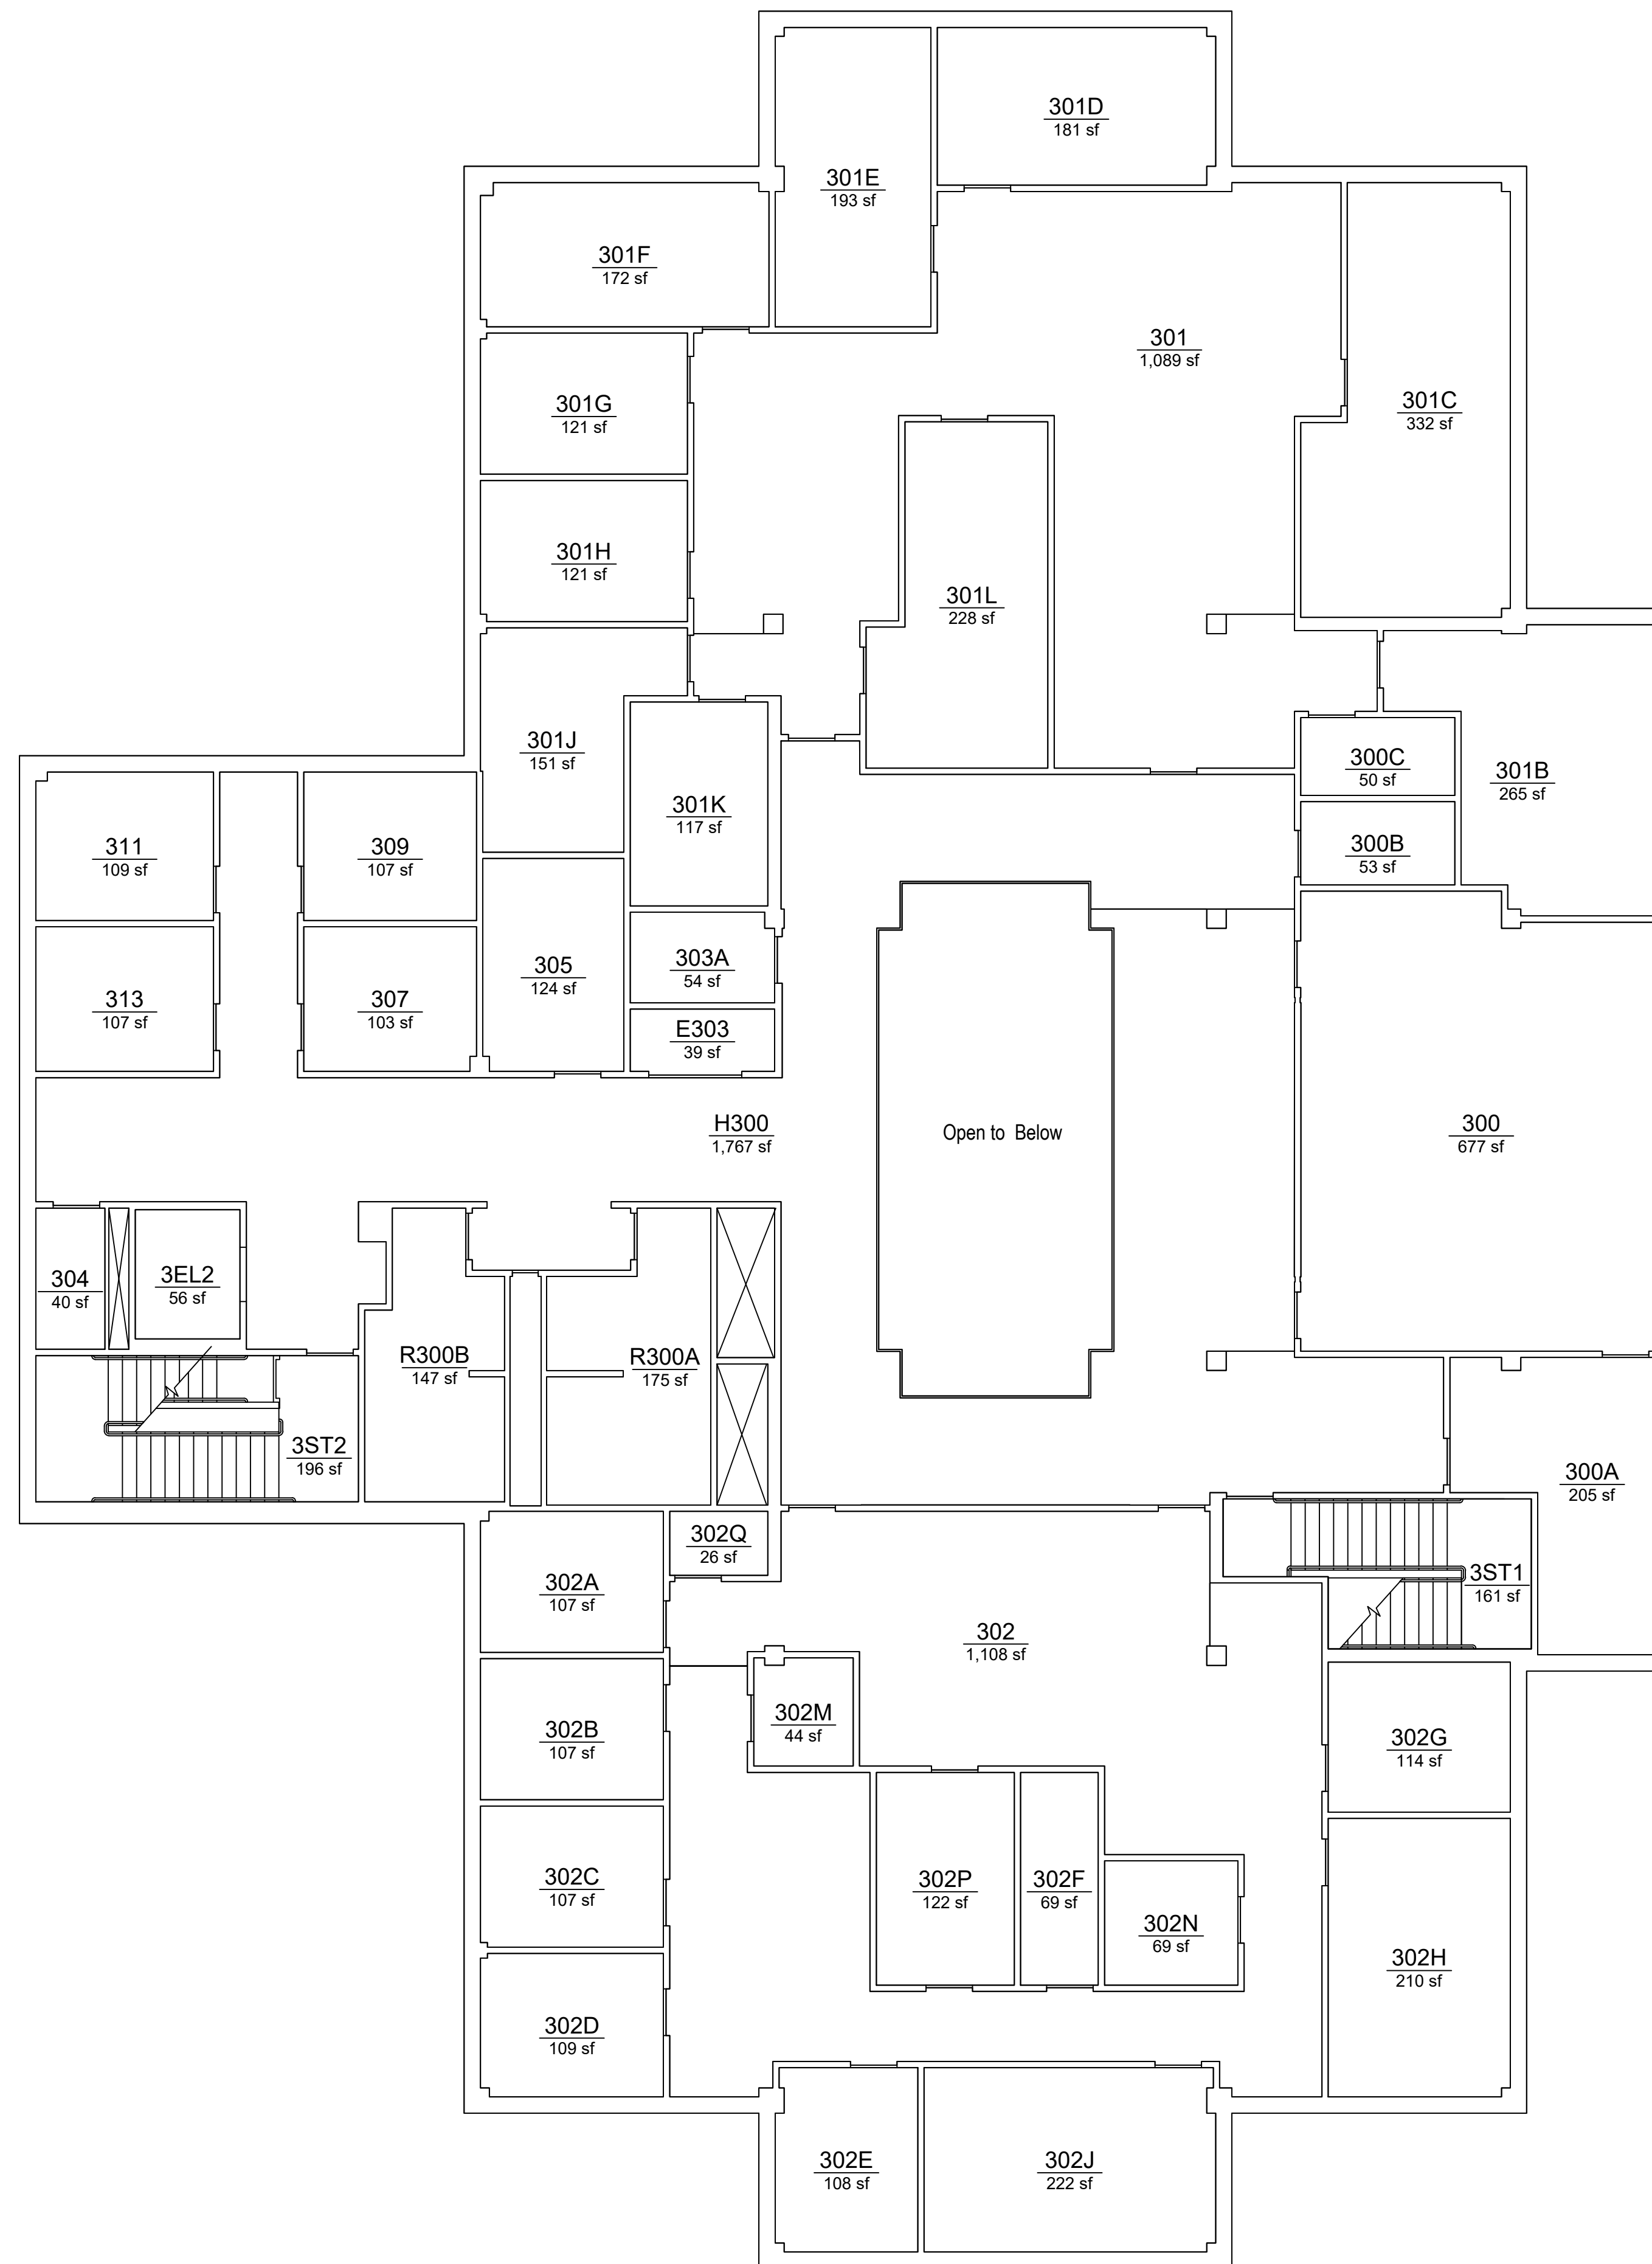 301D
181 sf
301E
193 sf
301F
172 sf
301
1,089 sf
301G
121 sf
301C
332 sf
301H
121 sf
301L
228 sf
301J
151 sf
300C
50 sf
301B
265 sf
301K
117 sf
311
109 sf
309
107 sf
300B
53 sf
303A
54 sf
305
124 sf
313
107 sf
307
103 sf
E303
39 sf
H300
1,767 sf
Open to Below
300
677 sf
304
40 sf
3EL2
56 sf
R300B
147 sf
R300A
175 sf
3ST2
196 sf
300A
205 sf
302Q
26 sf
302A
107 sf
3ST1
161 sf
302
1,108 sf
302M
44 sf
302B
107 sf
302G
114 sf
302C
107 sf
302P
122 sf
302F
69 sf
302N
69 sf
302H
210 sf
302D
109 sf
302E
108 sf
302J
222 sf